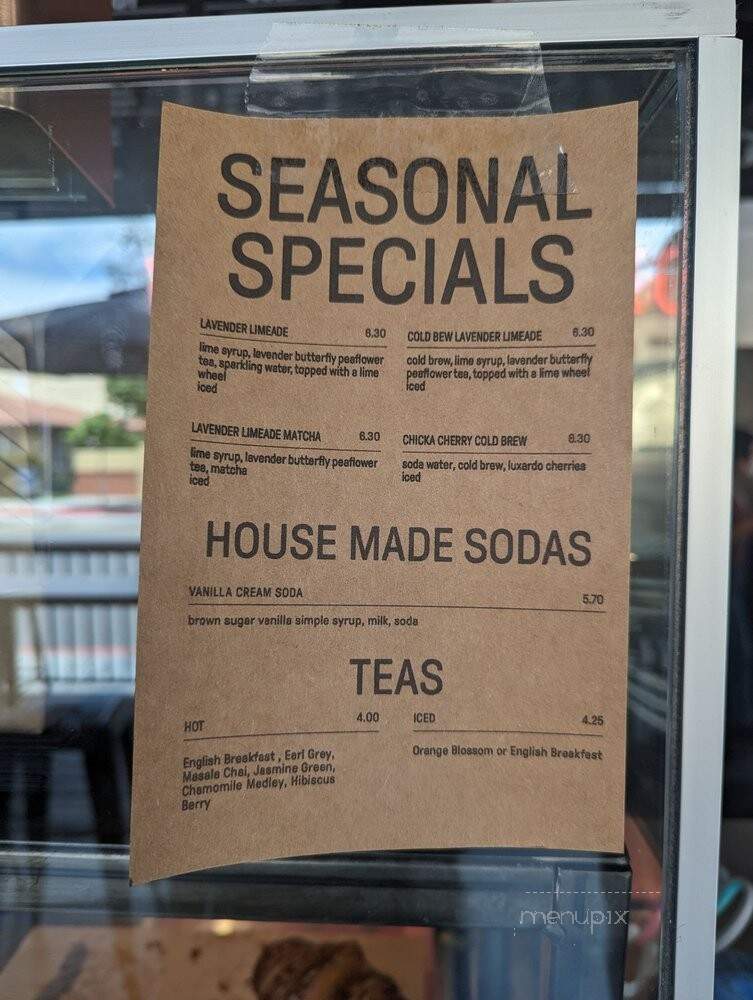 SEASONAL
SPECIALS
LAVENDER LIMEADE 6.30
lime syrup, lavender butterfly peaflower
tea, sparkling water, topped with a lime
wheel
iced
COLD BEW LAVENDER LIMEADE 6.30
cold brew, lime syrup, lavender butterfly
peaflower tea, topped with a lime wheel
iced
LAVENDER LIMEADE MATCHA 6.30
lime syrup, lavender butterfly peaflower
tea, matcha
iced
CHICKA CHERRY COLD BREW 6.30
soda water, cold brew, luxardo cherries
iced
HOUSE MADE SODAS
VANILLA CREAM SODA 5.70
brown sugar vanilla simple syrup, milk, soda
TEAS
HOT 4.00
English Breakfast , Earl Grey,
Masala Chai, Jasmine Green,
Chamomile Medley, Hibiscus
Berry
ICED 4.25
Orange Blossom or English Breakfast
menupix